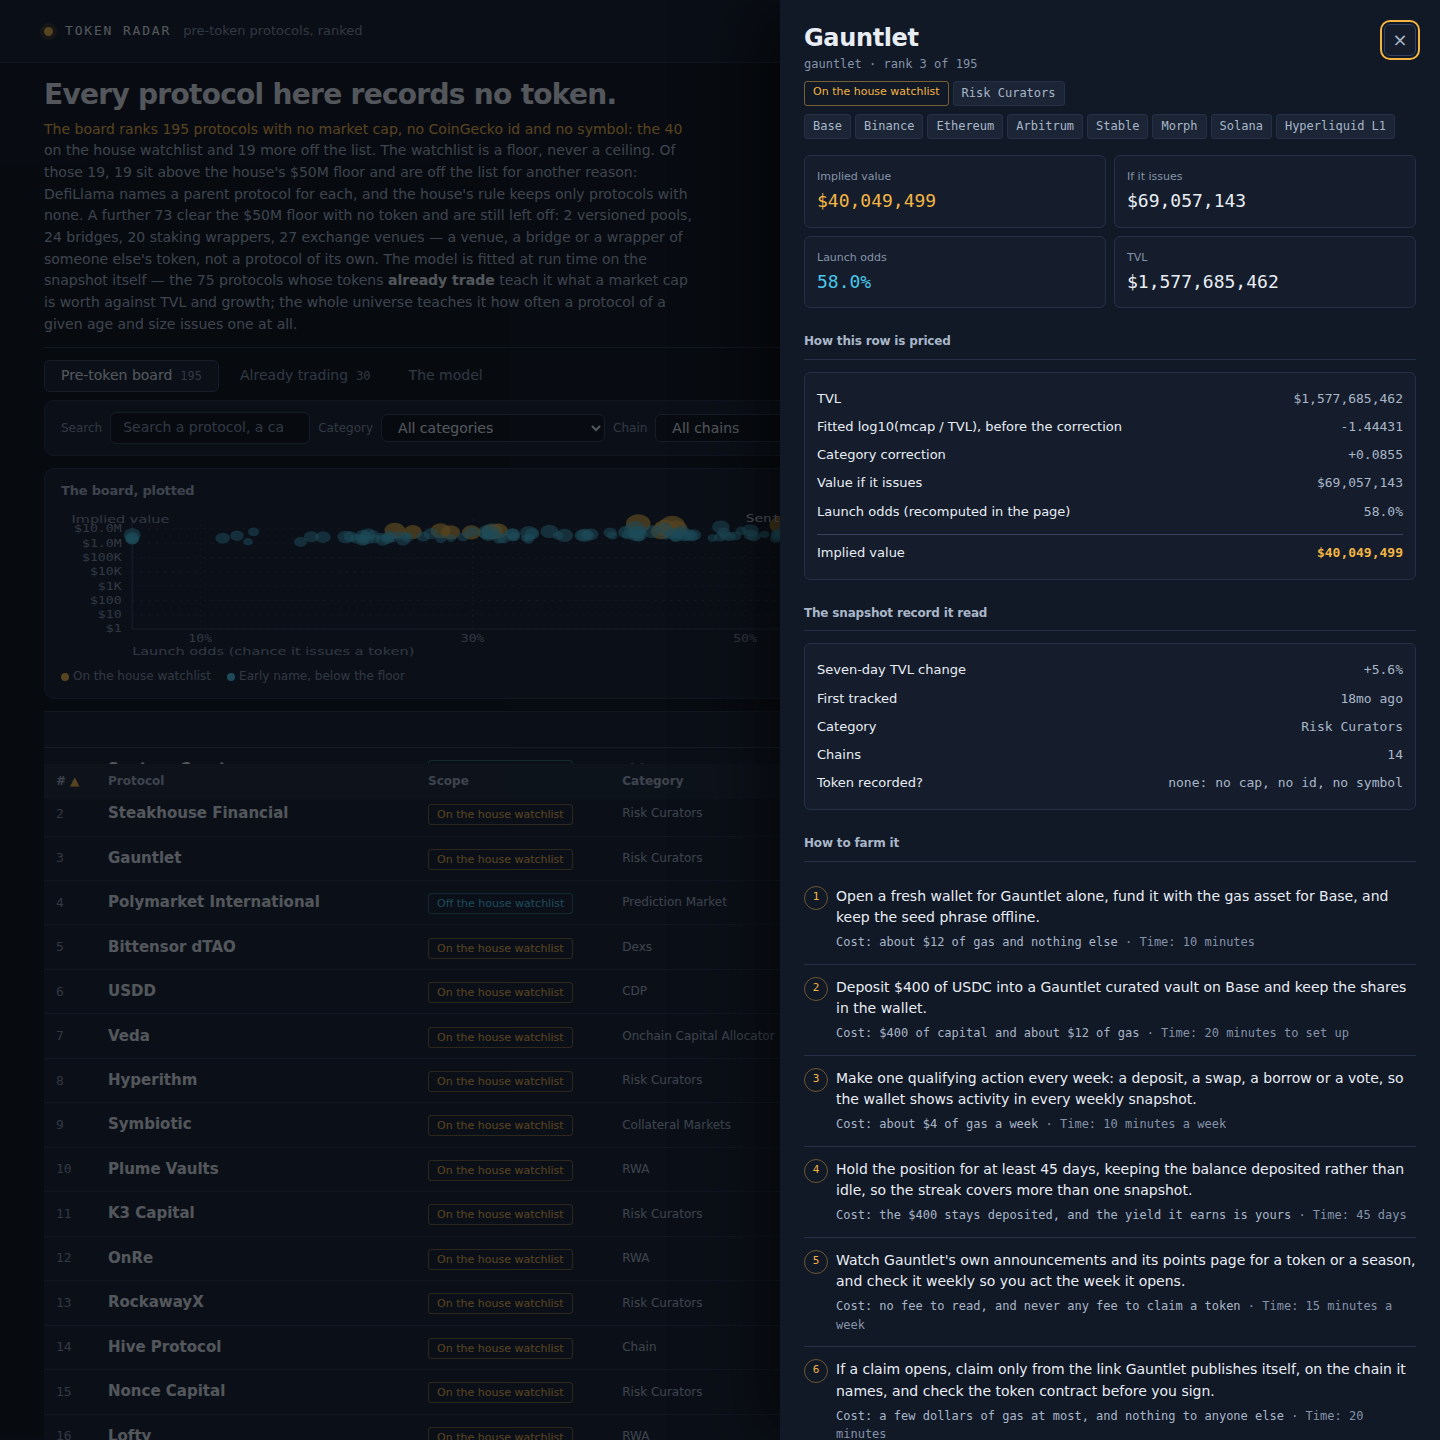 TOKEN RADAR pre-token protocols, ranked
Every protocol here records no token.
The board ranks 195 protocols with no market cap, no CoinGecko id and no symbol: the 40
on the house watchlist and 19 more off the list. The watchlist is a floor, never a ceiling. Of
those 19, 19 sit above the house's $50M floor and are off the list for another reason:
DefiLlama names a parent protocol for each, and the house's rule keeps only protocols with
none. A further 73 clear the $50M floor with no token and are still left off: 2 versioned pools,
24 bridges, 20 staking wrappers, 27 exchange venues — a venue, a bridge or a wrapper of
someone else's token, not a protocol of its own. The model is fitted at run time on the
snapshot itself — the 75 protocols whose tokens already trade teach it what a market cap
is worth against TVL and growth; the whole universe teaches it how often a protocol of a
given age and size issues one at all.
Pre-token board 195 Already trading 30 The model
Search Search a protocol, a ca Category All categories Chain All chains
The board, plotted
Implied value
$10.0M
$1.0M
$100K
$10K
$1K
$100
$10
$1
10% 30% 50%
Launch odds (chance it issues a token)
On the house watchlist Early name, below the floor
# ▲ Protocol Scope Category
2 Steakhouse Financial On the house watchlist Risk Curators
3 Gauntlet On the house watchlist Risk Curators
4 Polymarket International Off the house watchlist Prediction Market
5 Bittensor dTAO On the house watchlist Dexs
6 USDD On the house watchlist CDP
7 Veda On the house watchlist Onchain Capital Allocator
8 Hyperithm On the house watchlist Risk Curators
9 Symbiotic On the house watchlist Collateral Markets
10 Plume Vaults On the house watchlist RWA
11 K3 Capital On the house watchlist Risk Curators
12 OnRe On the house watchlist RWA
13 RockawayX On the house watchlist Risk Curators
14 Hive Protocol On the house watchlist Chain
15 Nonce Capital On the house watchlist Risk Curators
16 Lofty On the house watchlist RWA
Gauntlet
gauntlet · rank 3 of 195
On the house watchlist Risk Curators
Base Binance Ethereum Arbitrum Stable Morph Solana Hyperliquid L1
Implied value
$40,049,499
If it issues
$69,057,143
Launch odds
58.0%
TVL
$1,577,685,462
How this row is priced
TVL $1,577,685,462
Fitted log10(mcap / TVL), before the correction -1.44431
Category correction +0.0855
Value if it issues $69,057,143
Launch odds (recomputed in the page) 58.0%
Implied value $40,049,499
The snapshot record it read
Seven-day TVL change +5.6%
First tracked 18mo ago
Category Risk Curators
Chains 14
Token recorded? none: no cap, no id, no symbol
How to farm it
1 Open a fresh wallet for Gauntlet alone, fund it with the gas asset for Base, and
keep the seed phrase offline.
Cost: about $12 of gas and nothing else · Time: 10 minutes
2 Deposit $400 of USDC into a Gauntlet curated vault on Base and keep the shares
in the wallet.
Cost: $400 of capital and about $12 of gas · Time: 20 minutes to set up
3 Make one qualifying action every week: a deposit, a swap, a borrow or a vote, so
the wallet shows activity in every weekly snapshot.
Cost: about $4 of gas a week · Time: 10 minutes a week
4 Hold the position for at least 45 days, keeping the balance deposited rather than
idle, so the streak covers more than one snapshot.
Cost: the $400 stays deposited, and the yield it earns is yours · Time: 45 days
5 Watch Gauntlet's own announcements and its points page for a token or a season,
and check it weekly so you act the week it opens.
Cost: no fee to read, and never any fee to claim a token · Time: 15 minutes a
week
6 If a claim opens, claim only from the link Gauntlet publishes itself, on the chain it
names, and check the token contract before you sign.
Cost: a few dollars of gas at most, and nothing to anyone else · Time: 20
minutes